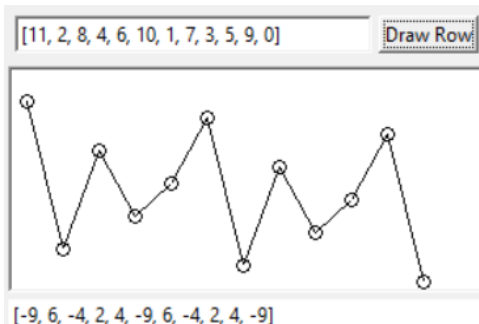 [11, 2, 8, 4, 6, 10, 1, 7, 3, 5, 9, 0] Draw Row
[-9, 6, -4, 2, 4, -9, 6, -4, 2, 4, -9]